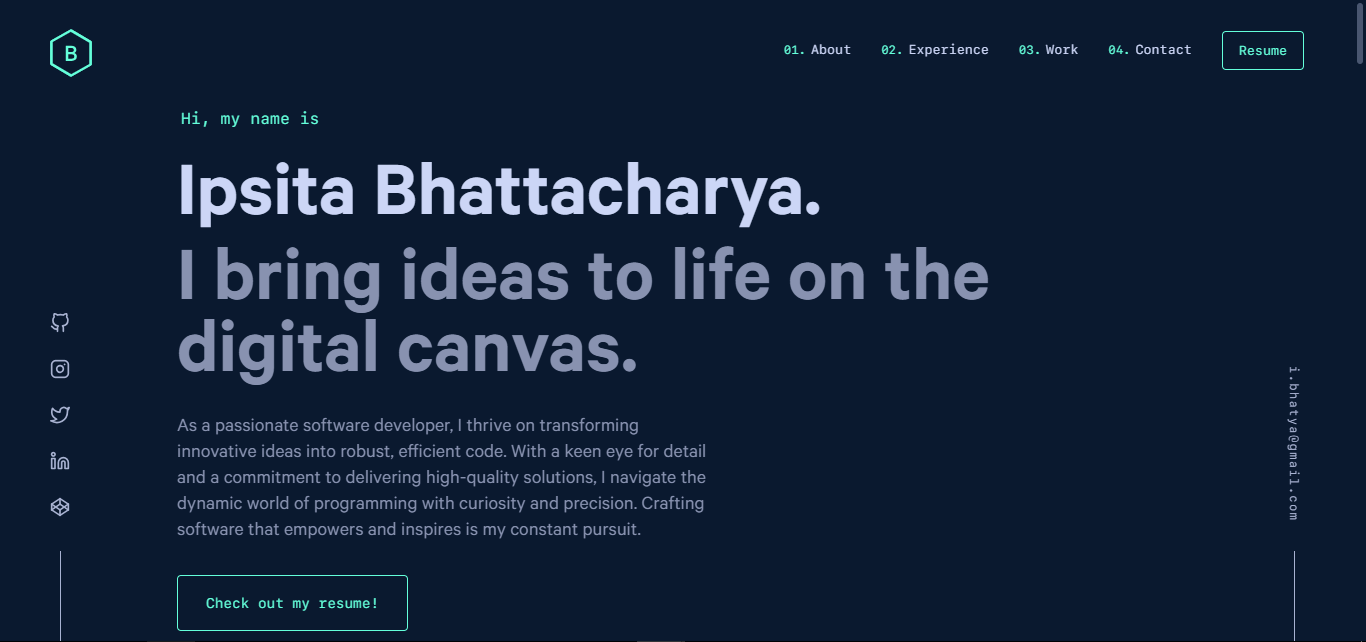 B
01. About 02. Experience 03. Work 04. Contact Resume
Hi, my name is
Ipsita Bhattacharya.
I bring ideas to life on the
digital canvas.
As a passionate software developer, I thrive on transforming
innovative ideas into robust, efficient code. With a keen eye for detail
and a commitment to delivering high-quality solutions, I navigate the
dynamic world of programming with curiosity and precision. Crafting
software that empowers and inspires is my constant pursuit.
Check out my resume!
i.bhatya@gmail.com